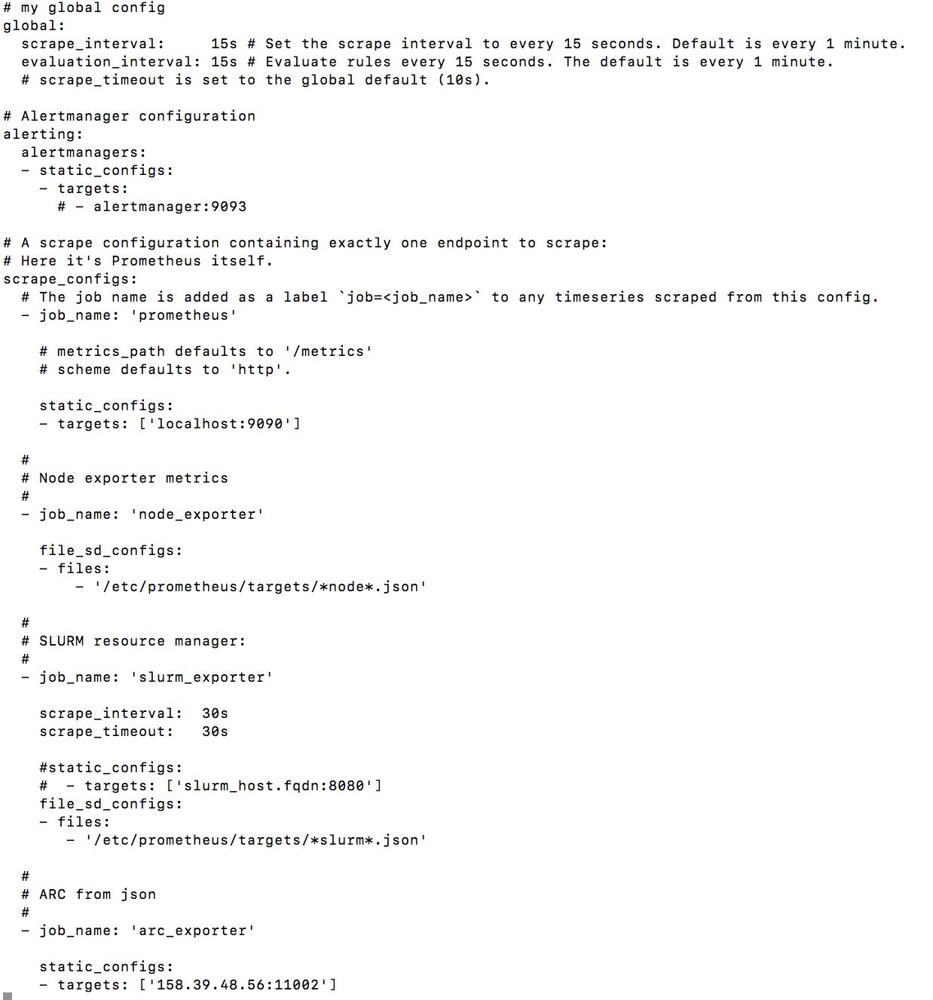 # my global config
global:
  scrape_interval:     15s # Set the scrape interval to every 15 seconds. Default is every 1 minute.
  evaluation_interval: 15s # Evaluate rules every 15 seconds. The default is every 1 minute.
  # scrape_timeout is set to the global default (10s).

# Alertmanager configuration
alerting:
  alertmanagers:
  - static_configs:
    - targets:
      # - alertmanager:9093

# A scrape configuration containing exactly one endpoint to scrape:
# Here it's Prometheus itself.
scrape_configs:
  # The job name is added as a label `job=<job_name>` to any timeseries scraped from this config.
  - job_name: 'prometheus'

    # metrics_path defaults to '/metrics'
    # scheme defaults to 'http'.

    static_configs:
    - targets: ['localhost:9090']

  #
  # Node exporter metrics
  #
  - job_name: 'node_exporter'

    file_sd_configs:
    - files:
        - '/etc/prometheus/targets/*node*.json'

  #
  # SLURM resource manager:
  #
  - job_name: 'slurm_exporter'

    scrape_interval:  30s
    scrape_timeout:   30s

    #static_configs:
    #  - targets: ['slurm_host.fqdn:8080']
    file_sd_configs:
    - files:
       - '/etc/prometheus/targets/*slurm*.json'

  #
  # ARC from json
  #
  - job_name: 'arc_exporter'

    static_configs:
    - targets: ['158.39.48.56:11002']